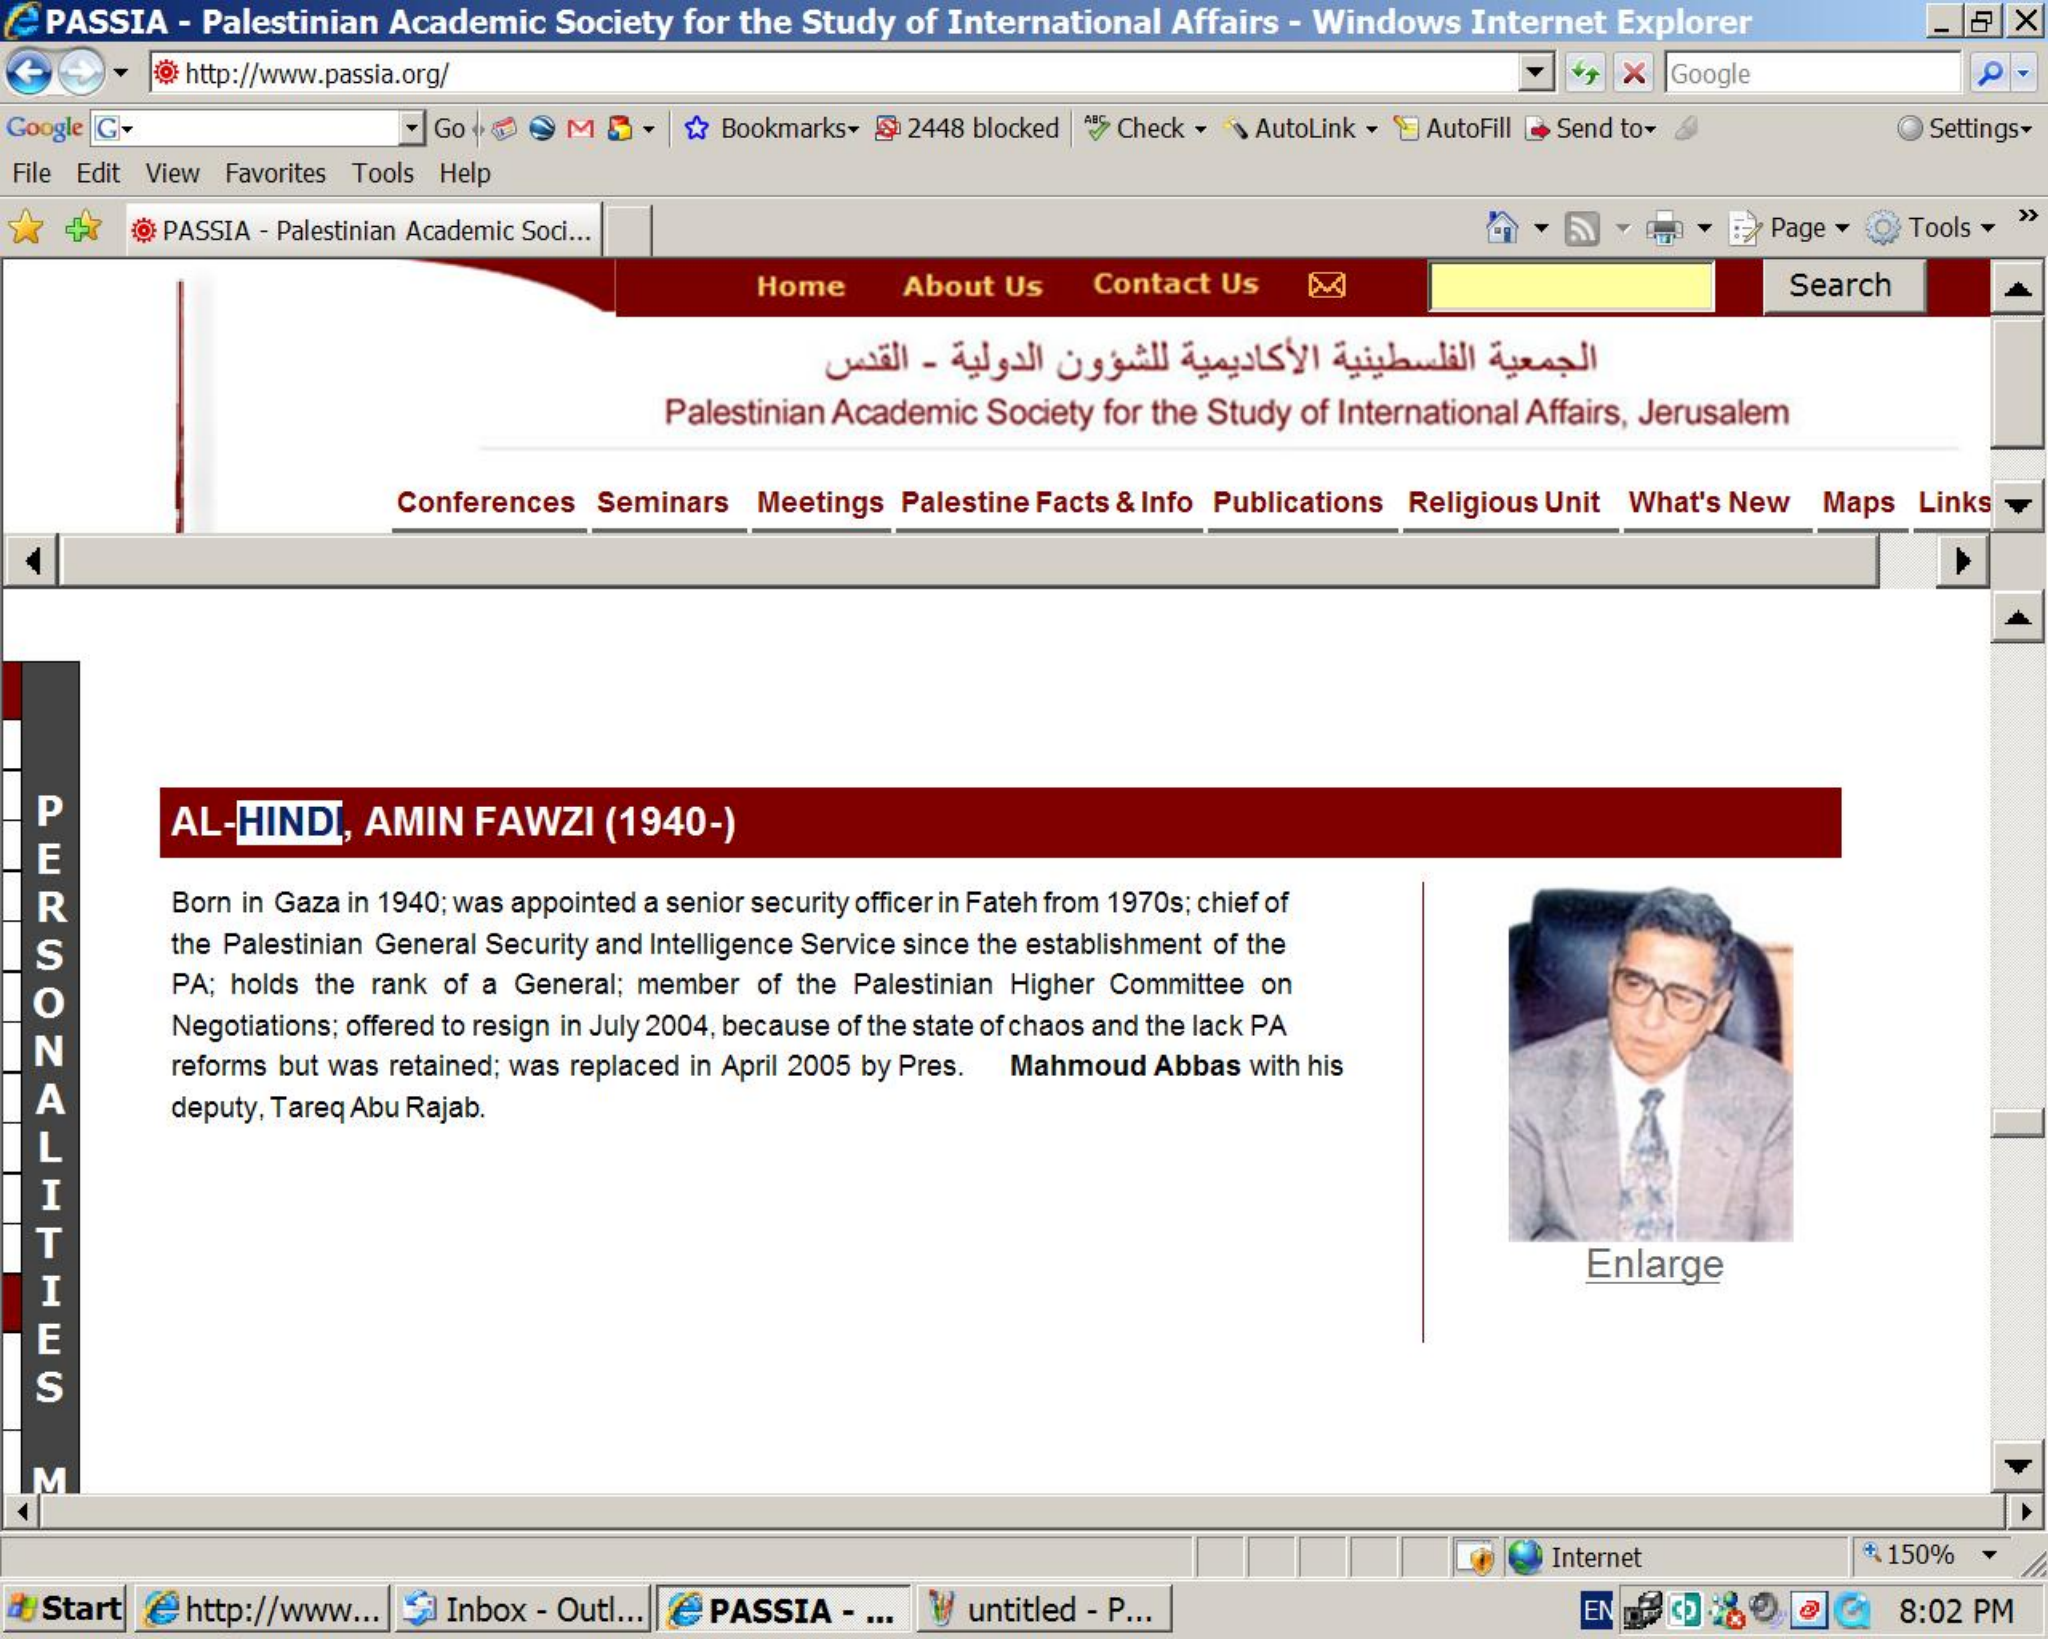 PASSIA - Palestinian Academic Society for the Study of International Affairs - Windows Internet Explorer
http://www.passia.org/
Google
Google G Go Bookmarks 2448 blocked ABC Check AutoLink AutoFill Send to Settings
File Edit View Favorites Tools Help
PASSIA - Palestinian Academic Soci... Page Tools »
Home About Us Contact Us Search
الجمعية الفلسطينية الأكاديمية للشؤون الدولية - القدس
Palestinian Academic Society for the Study of International Affairs, Jerusalem
Conferences Seminars Meetings Palestine Facts & Info Publications Religious Unit What's New Maps Links
PERSONALITIES M
AL-HINDI, AMIN FAWZI (1940-)
Born in Gaza in 1940; was appointed a senior security officer in Fateh from 1970s; chief of
the Palestinian General Security and Intelligence Service since the establishment of the
PA; holds the rank of a General; member of the Palestinian Higher Committee on
Negotiations; offered to resign in July 2004, because of the state of chaos and the lack PA
reforms but was retained; was replaced in April 2005 by Pres. Mahmoud Abbas with his
deputy, Tareq Abu Rajab.
Enlarge
Internet 150%
Start http://www... Inbox - Outl... PASSIA - ... untitled - P... EN 8:02 PM